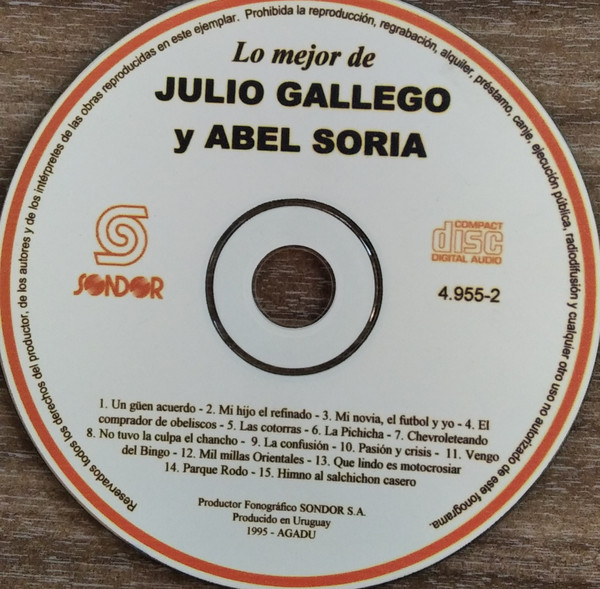 Reservados todos los derechos del productor, de los autores y de los intérpretes de las obras reproducidas en este ejemplar. Prohibida la reproducción, regrabación, alquiler, préstamo, canje, ejecución pública, radiodifusión y cualquier otro uso no autorizado de este fonograma.
Lo mejor de
JULIO GALLEGO
y ABEL SORIA
SONDOR
COMPACT
disc
DIGITAL AUDIO
4.955-2
1. Un güen acuerdo - 2. Mi hijo el refinado - 3. Mi novia, el futbol y yo - 4. El
comprador de obeliscos - 5. Las cotorras - 6. La Pichicha - 7. Chevroleteando
8. No tuvo la culpa el chancho - 9. La confusión - 10. Pasión y crisis - 11. Vengo
del Bingo - 12. Mil millas Orientales - 13. Que lindo es motocrosiar
14. Parque Rodo - 15. Himno al salchichon casero
Productor Fonográfico SONDOR S.A.
Producido en Uruguay
1995 - AGADU